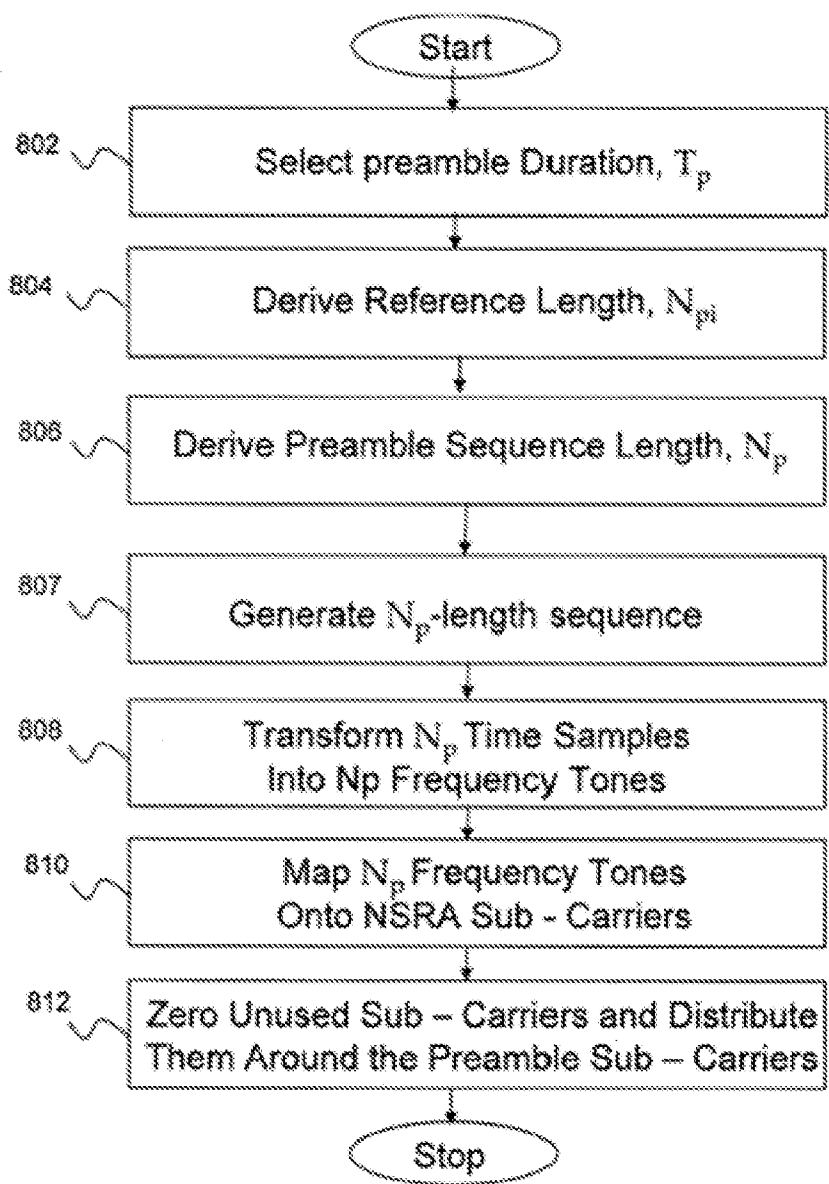 Start
802
Select preamble Duration, Tp
804
Derive Reference Length, Npi
806
Derive Preamble Sequence Length, Np
807
Generate Np-length sequence
808
Transform Np Time Samples
Into Np Frequency Tones
810
Map Np Frequency Tones
Onto NSRA Sub - Carriers
812
Zero Unused Sub – Carriers and Distribute
Them Around the Preamble Sub – Carriers
Stop